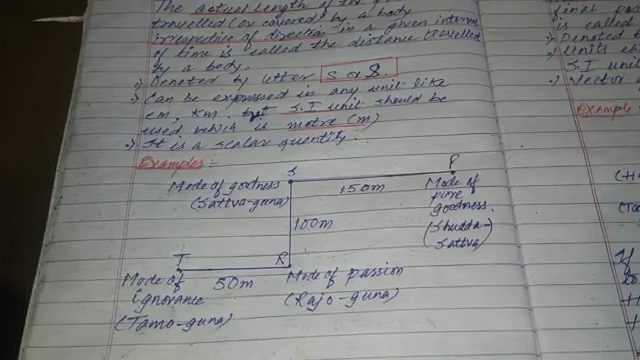 The actual length of the
travelled (or covered) by a body
irrespective of direction in a given interval
of time is called the distance travelled
by a body.
Denoted by letter S or S.
Can be expressed in any unit like
cm, km. but S.I unit should be
used which is metre (m)
It is a scalar quantity.
Examples:
S
P
Mode of goodness
(Sattva-guna)
150m
Mode of
pure
goodness.
(Shudda-
Sattva)
100m
T
R
Mode of
ignorance
(Tamo-guna)
50m
Mode of passion
(Rajo-guna)
final
is called
Denoted b
Units
S.I unit
Vector
Example
If